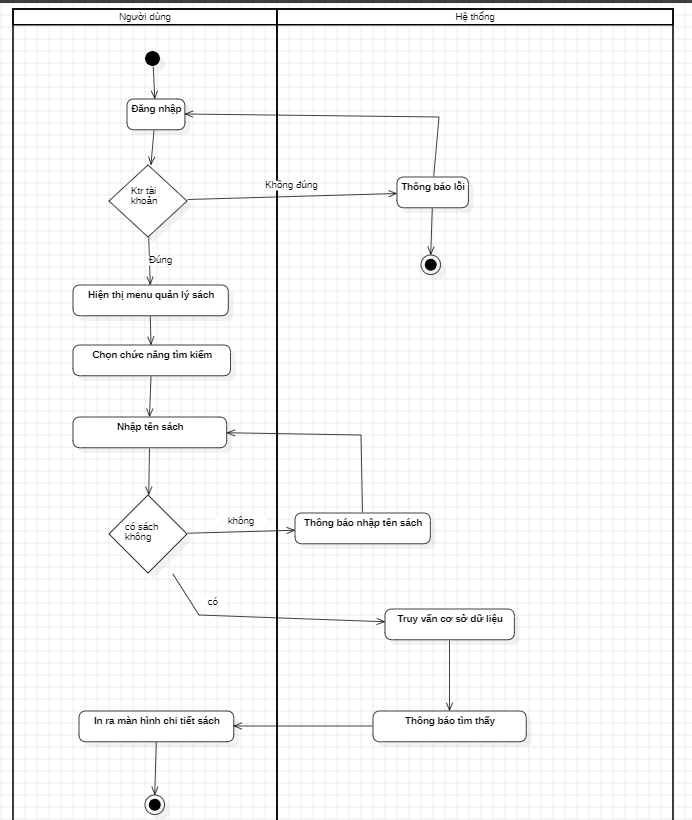 Người dùng
Hệ thống
Đăng nhập
Không đúng
Thông báo lỗi
Ktr tài
khoản
Đúng
Hiện thị menu quản lý sách
Chọn chức năng tìm kiếm
Nhập tên sách
có sách
không
không
Thông báo nhập tên sách
có
Truy vấn cơ sở dữ liệu
In ra màn hình chi tiết sách
Thông báo tìm thấy